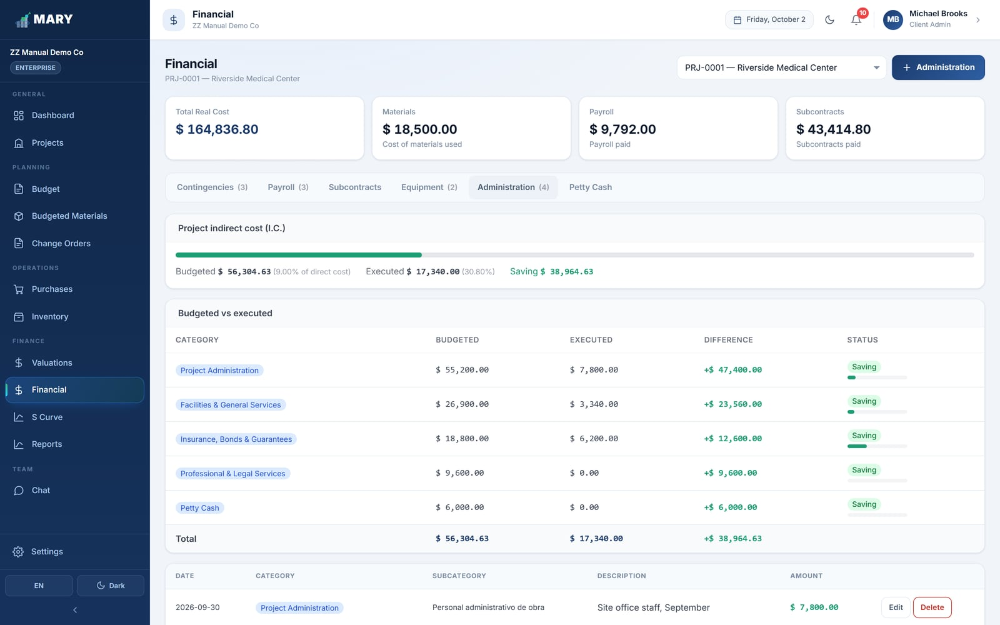 MARY
ZZ Manual Demo Co
ENTERPRISE
GENERAL
Dashboard
Projects
PLANNING
Budget
Budgeted Materials
Change Orders
OPERATIONS
Purchases
Inventory
FINANCE
Valuations
Financial
S Curve
Reports
TEAM
Chat
Settings
EN
Dark
Financial
ZZ Manual Demo Co
Friday, October 2
10
MB
Michael Brooks
Client Admin
Financial
PRJ-0001 — Riverside Medical Center
PRJ-0001 — Riverside Medical Center
+ Administration
Total Real Cost
$ 164,836.80
Materials
$ 18,500.00
Cost of materials used
Payroll
$ 9,792.00
Payroll paid
Subcontracts
$ 43,414.80
Subcontracts paid
Contingencies (3) Payroll (3) Subcontracts Equipment (2) Administration (4) Petty Cash
Project indirect cost (I.C.)
Budgeted $ 56,304.63 (9.00% of direct cost) Executed $ 17,340.00 (30.80%) Saving $ 38,964.63
Budgeted vs executed
CATEGORY BUDGETED EXECUTED DIFFERENCE STATUS
Project Administration $ 55,200.00 $ 7,800.00 +$ 47,400.00 Saving
Facilities & General Services $ 26,900.00 $ 3,340.00 +$ 23,560.00 Saving
Insurance, Bonds & Guarantees $ 18,800.00 $ 6,200.00 +$ 12,600.00 Saving
Professional & Legal Services $ 9,600.00 $ 0.00 +$ 9,600.00 Saving
Petty Cash $ 6,000.00 $ 0.00 +$ 6,000.00 Saving
Total $ 56,304.63 $ 17,340.00 +$ 38,964.63
DATE CATEGORY SUBCATEGORY DESCRIPTION AMOUNT
2026-09-30 Project Administration Personal administrativo de obra Site office staff, September $ 7,800.00 Edit Delete